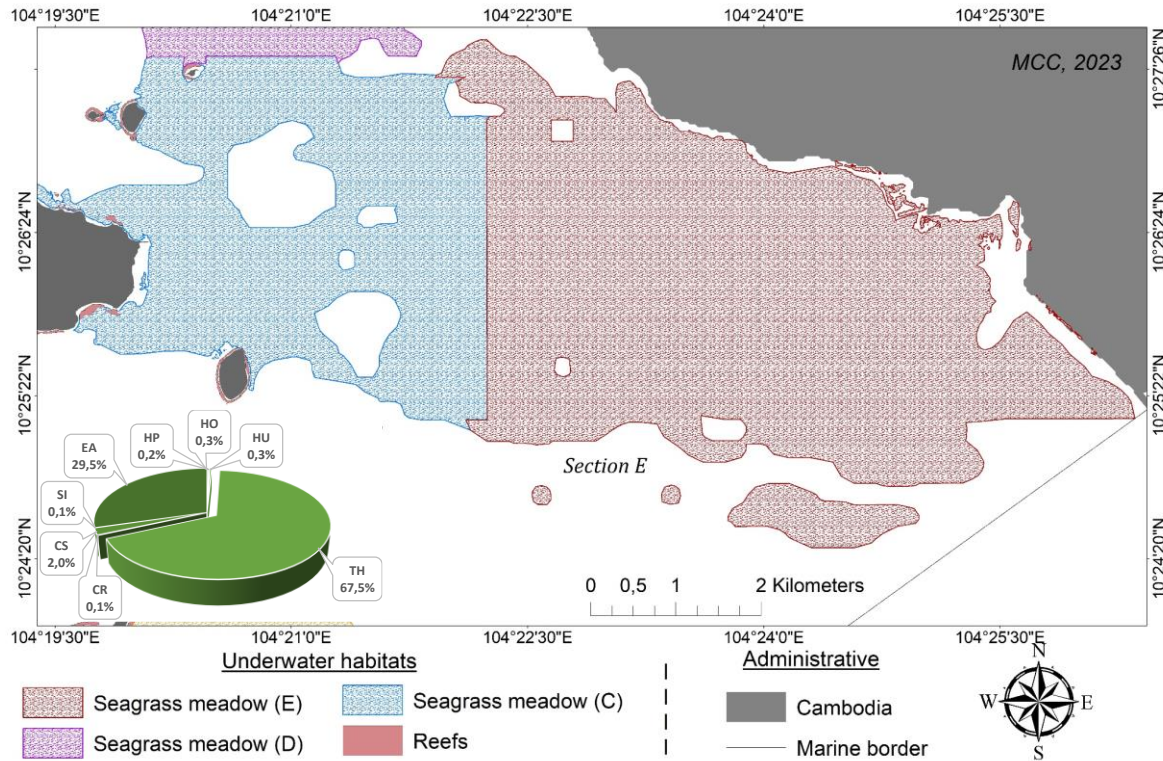 104°19'30"E 104°21'0"E 104°22'30"E 104°24'0"E 104°25'30"E
MCC, 2023
10°27'26"N
10°27'26"N
10°26'24"N
10°26'24"N
10°25'22"N
10°25'22"N
10°24'20"N
10°24'20"N
Section E
HO
0,3%
HP
0,2%
HU
0,3%
EA
29,5%
SI
0,1%
CS
2,0%
CR
0,1%
TH
67,5%
0 0,5 1 2 Kilometers
104°19'30"E 104°21'0"E 104°22'30"E 104°24'0"E 104°25'30"E
Underwater habitats
Seagrass meadow (E)
Seagrass meadow (C)
Seagrass meadow (D)
Reefs
Administrative
Cambodia
Marine border
N
W E
S